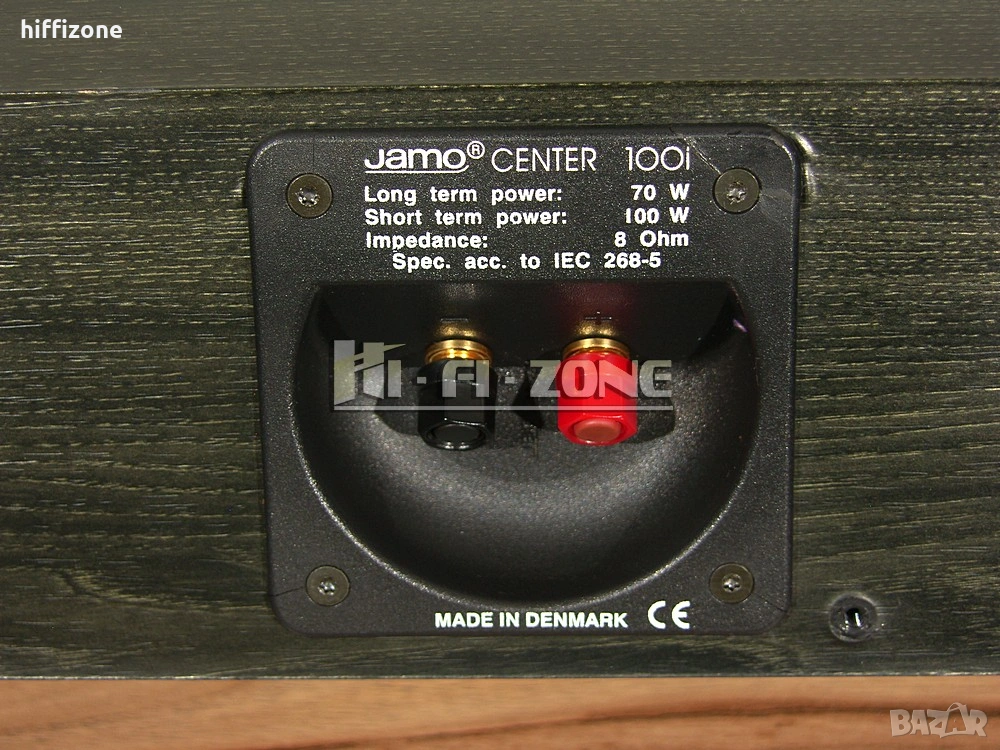 hiffizone
Jamo® CENTER 100i
Long term power: 70 W
Short term power: 100 W
Impedance: 8 Ohm
Spec. acc. to IEC 268-5
- +
HI-FI-ZONE
MADE IN DENMARK CE
BAZAR